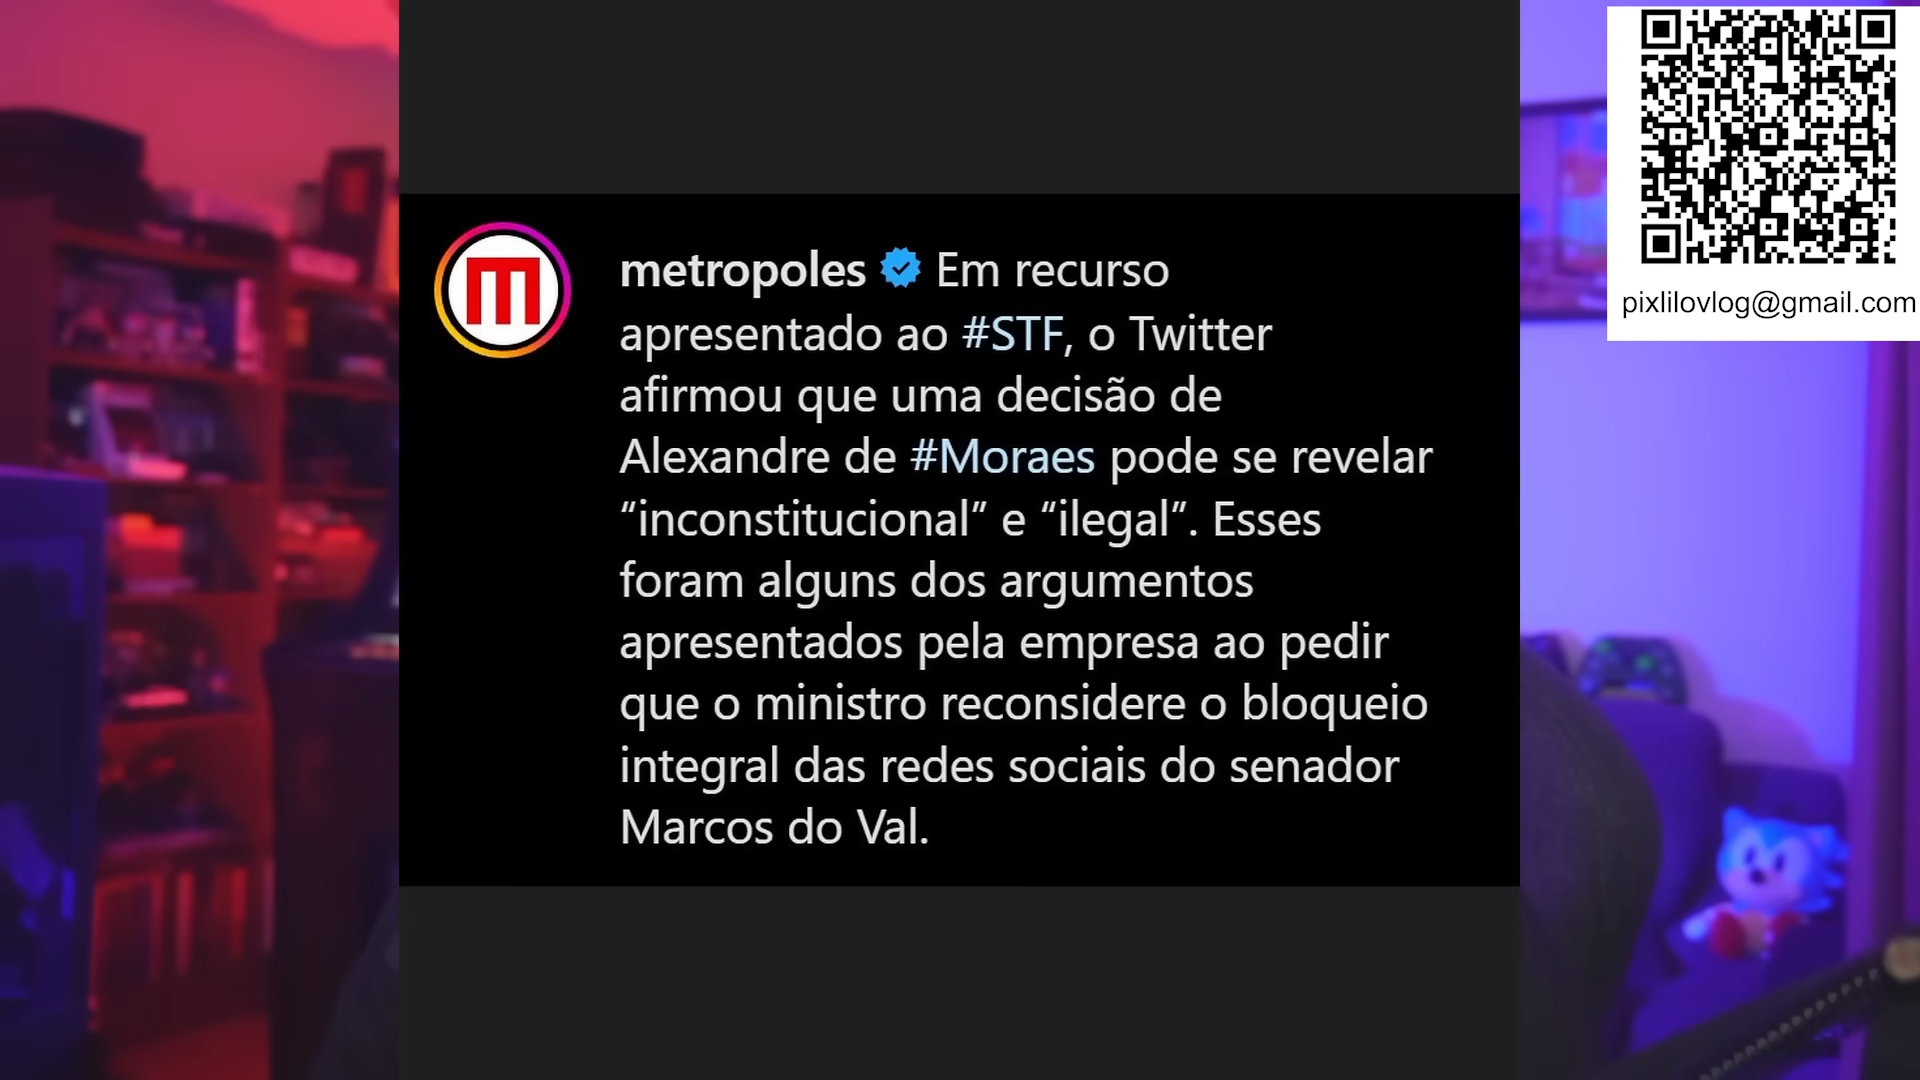 metropoles Em recurso
apresentado ao #STF, o Twitter
afirmou que uma decisão de
Alexandre de #Moraes pode se revelar
“inconstitucional” e “ilegal”. Esses
foram alguns dos argumentos
apresentados pela empresa ao pedir
que o ministro reconsidere o bloqueio
integral das redes sociais do senador
Marcos do Val.
pixlilovlog@gmail.com